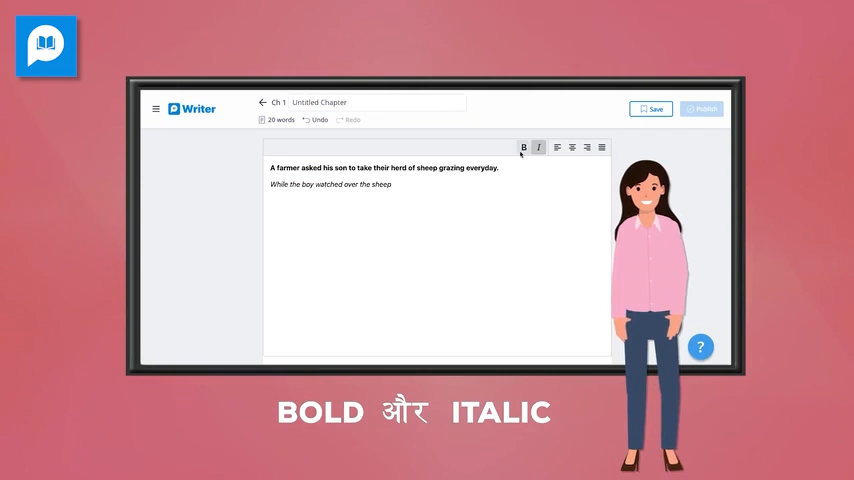 Writer
Ch 1 Untitled Chapter
Save
Publish
20 words Undo Redo
B I
A farmer asked his son to take their herd of sheep grazing everyday.
While the boy watched over the sheep
?
BOLD और ITALIC